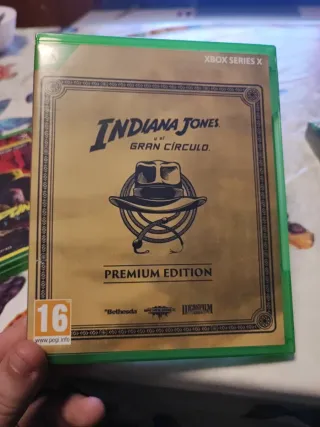 XBOX SERIES X
INDIANA JONES
y el
GRAN CÍRCULO
PREMIUM EDITION
Bethesda
16
www.pegi.info